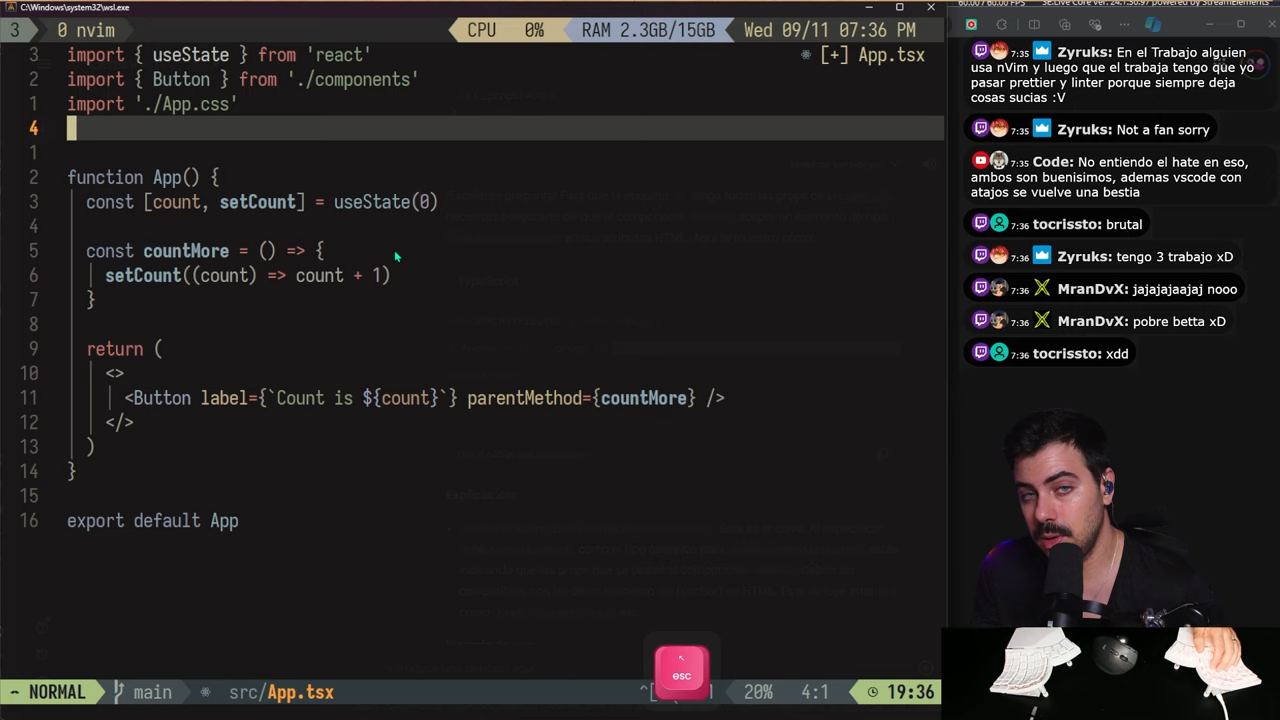 C:\Windows\system32\wsl.exe
3 0 nvim CPU 0% RAM 2.3GB/15GB Wed 09/11 07:36 PM
3 import { useState } from 'react' [+] App.tsx
2 import { Button } from './components'
1 import './App.css'
4
1
2 function App() {
3 const [count, setCount] = useState(0)
4
5 const countMore = () => {
6 setCount((count) => count + 1)
7 }
8
9 return (
10 <>
11 <Button label={`Count is ${count}`} parentMethod={countMore} />
12 </>
13 )
14 }
15
16 export default App
esc
NORMAL main src/App.tsx 20% 4:1 19:36
7:35 Zyruks: En el Trabajo alguien
usa nVim y luego que el trabaja tengo que yo
pasar prettier y linter porque siempre deja
cosas sucias :V
7:35 Zyruks: Not a fan sorry
7:35 Code: No entiendo el hate en eso,
ambos son buenisimos, ademas vscode con
atajos se vuelve una bestia
7:36 tocrissto: brutal
7:36 Zyruks: tengo 3 trabajo xD
7:36 MranDvX: jajajajaajaj nooo
7:36 MranDvX: pobre betta xD
7:36 tocrissto: xdd